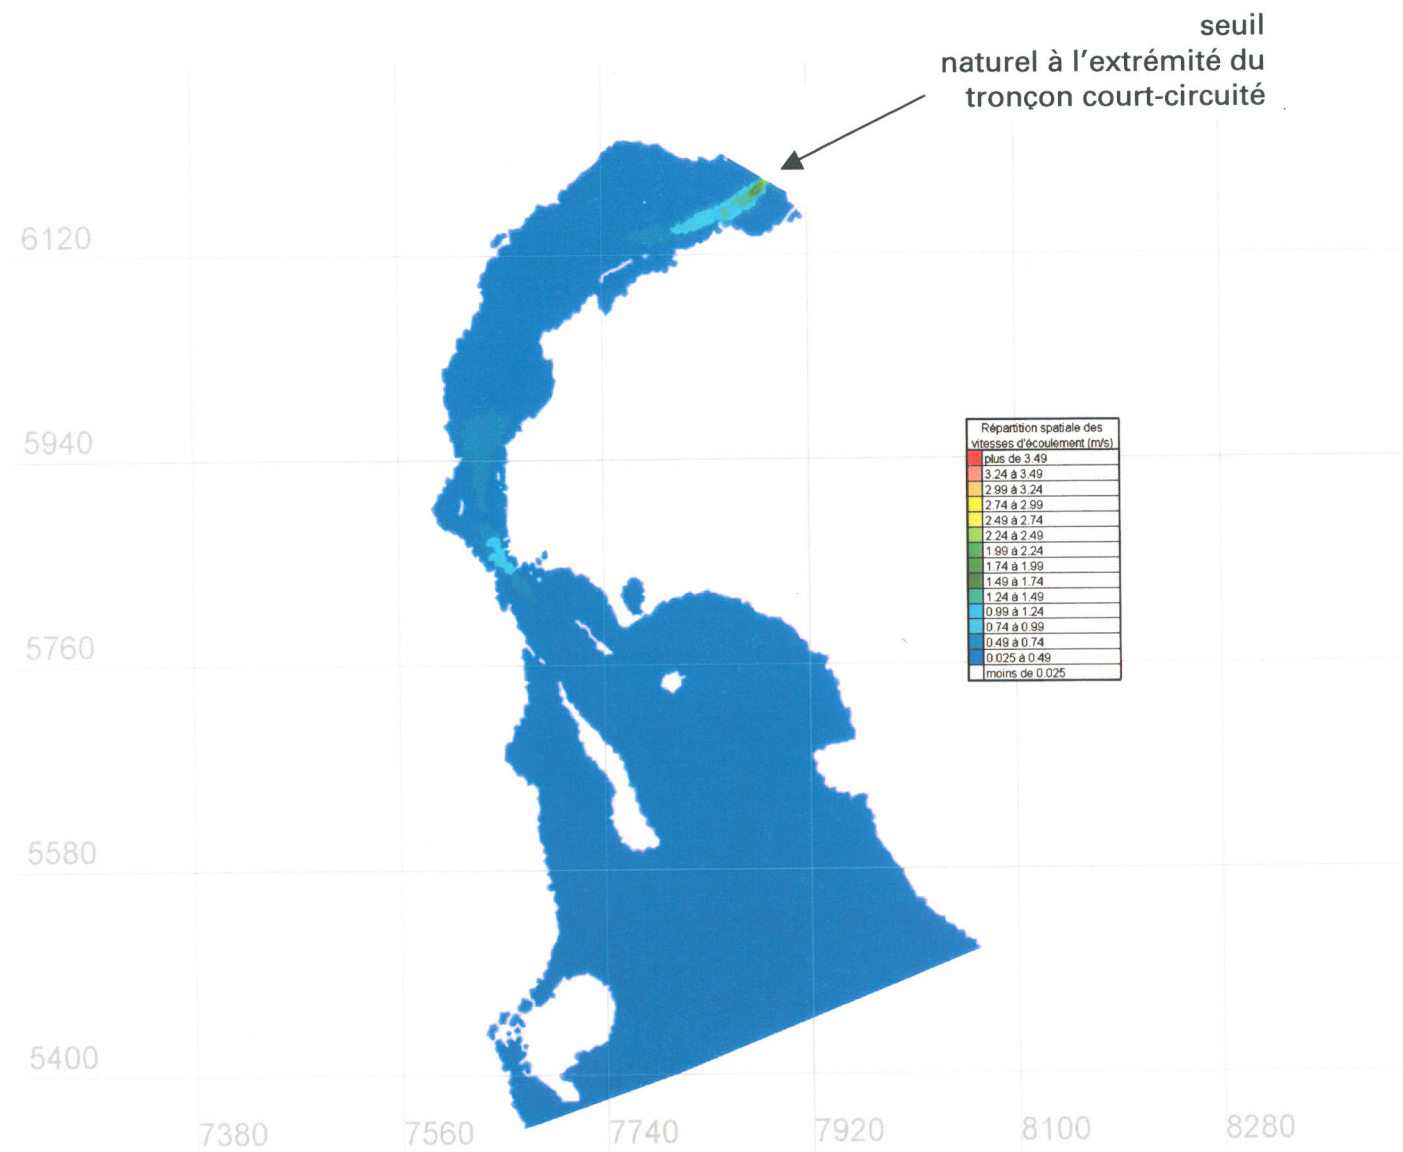 seuil
naturel à l'extrémité du
tronçon court-circuité
6120
5940
5760
5580
5400
7380
7560
7740
7920
8100
8280
Répartition spatiale des
vitesses d'écoulement (m/s)
plus de 3.49
3.24 à 3.49
2.99 à 3.24
2.74 à 2.99
2.49 à 2.74
2.24 à 2.49
1.99 à 2.24
1.74 à 1.99
1.49 à 1.74
1.24 à 1.49
0.99 à 1.24
0.74 à 0.99
0.49 à 0.74
0.025 à 0.49
moins de 0.025